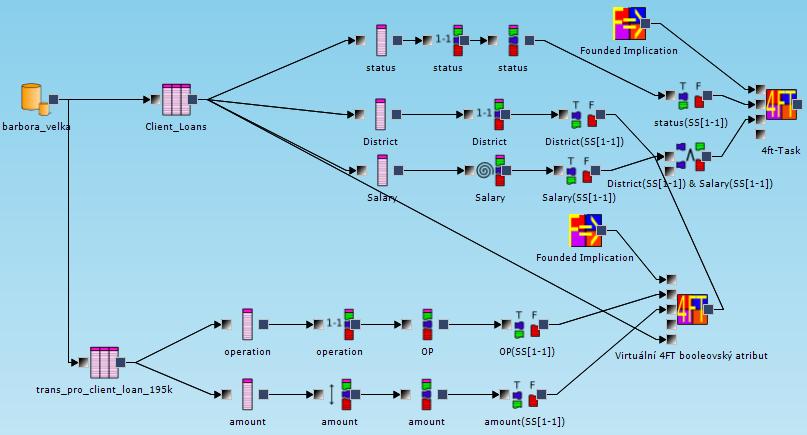 Founded Implication
1-1
status
status
status
T F
status(SS[1-1])
4FT
4ft-Task
barbora_velka
Client_Loans
1-1
T F
District
District
District(SS[1-1])
T F
Salary
Salary
Salary(SS[1-1])
District(SS[1-1]) & Salary(SS[1-1])
Founded Implication
4FT
Virtuální 4FT booleovský atribut
1-1
T F
operation
operation
OP
OP(SS[1-1])
trans_pro_client_loan_195k
T F
amount
amount
amount
amount(SS[1-1])